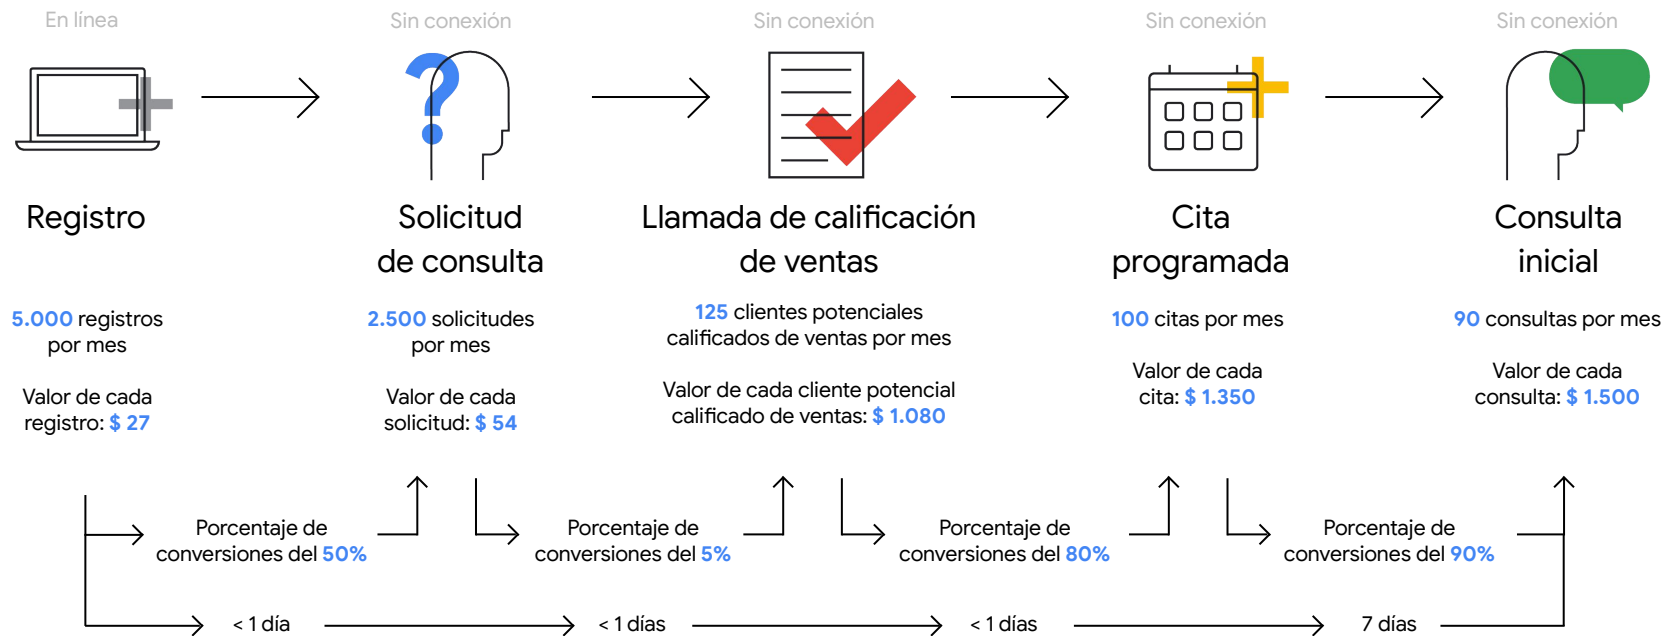 En línea
Sin conexión
Sin conexión
Sin conexión
Sin conexión
Registro
Solicitud
de consulta
Llamada de calificación
de ventas
Cita
programada
Consulta
inicial
5.000 registros
por mes
Valor de cada
registro: $ 27
2.500 solicitudes
por mes
Valor de cada
solicitud: $ 54
125 clientes potenciales
calificados de ventas por mes
Valor de cada cliente potencial
calificado de ventas: $ 1.080
100 citas por mes
Valor de cada
cita: $ 1.350
90 consultas por mes
Valor de cada
consulta: $ 1.500
Porcentaje de
conversiones del 50%
Porcentaje de
conversiones del 5%
Porcentaje de
conversiones del 80%
Porcentaje de
conversiones del 90%
< 1 día
< 1 días
< 1 días
7 días